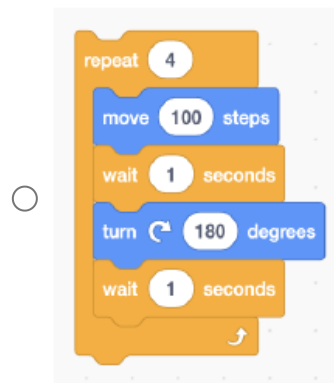 repeat 4
move 100 steps
wait 1 seconds
turn 180 degrees
wait 1 seconds